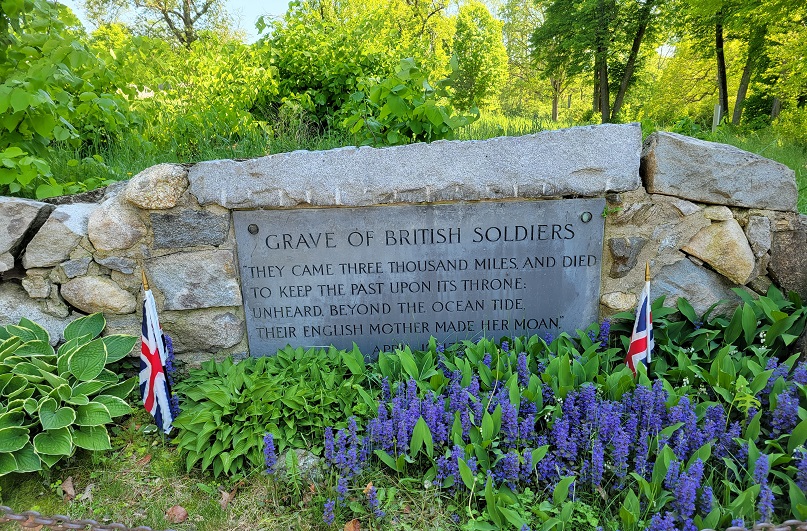 GRAVE OF BRITISH SOLDIERS
"THEY CAME THREE THOUSAND MILES, AND DIED
TO KEEP THE PAST UPON ITS THRONE;
UNHEARD, BEYOND THE OCEAN TIDE,
THEIR ENGLISH MOTHER MADE HER MOAN."